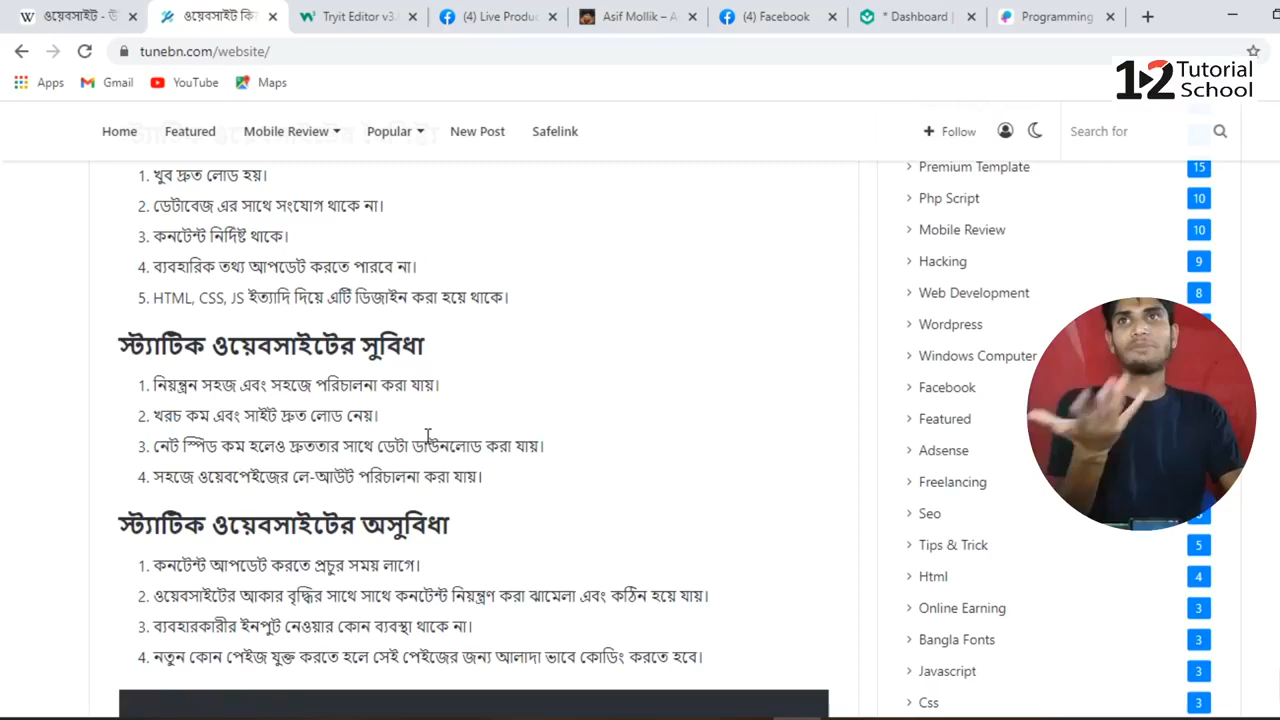 ওয়েবসাইট - উ
ওয়েবসাইট কি
Tryit Editor v3.
(4) Live Produc
Asif Mollik – A
(4) Facebook
* Dashboard |
Programming
tunebn.com/website/
Apps
Gmail
YouTube
Maps
12 Tutorial
School
Home
Featured
Mobile Review
Popular
New Post
Safelink
Follow
Search for
1. খুব দ্রুত লোড হয়।
2. ডেটাবেজ এর সাথে সংযোগ থাকে না।
3. কনটেন্ট নির্দিষ্ট থাকে।
4. ব্যবহারিক তথ্য আপডেট করতে পারবে না।
5. HTML, CSS, JS ইত্যাদি দিয়ে এটি ডিজাইন করা হয়ে থাকে।
স্ট্যাটিক ওয়েবসাইটের সুবিধা
1. নিয়ন্ত্রন সহজ এবং সহজে পরিচালনা করা যায়।
2. খরচ কম এবং সাইট দ্রুত লোড নেয়।
3. নেট স্পিড কম হলেও দ্রুততার সাথে ডেটা ডাউনলোড করা যায়।
4. সহজে ওয়েবপেইজের লে-আউট পরিচালনা করা যায়।
স্ট্যাটিক ওয়েবসাইটের অসুবিধা
1. কনটেন্ট আপডেট করতে প্রচুর সময় লাগে।
2. ওয়েবসাইটের আকার বৃদ্ধির সাথে সাথে কনটেন্ট নিয়ন্ত্রণ করা ঝামেলা এবং কঠিন হয়ে যায়।
3. ব্যবহারকারীর ইনপুট নেওয়ার কোন ব্যবস্থা থাকে না।
4. নতুন কোন পেইজ যুক্ত করতে হলে সেই পেইজের জন্য আলাদা ভাবে কোডিং করতে হবে।
Premium Template 15
Php Script 10
Mobile Review 10
Hacking 9
Web Development 8
Wordpress
Windows Computer
Facebook
Featured
Adsense
Freelancing
Seo
Tips & Trick 5
Html 4
Online Earning 3
Bangla Fonts 3
Javascript 3
Css 3